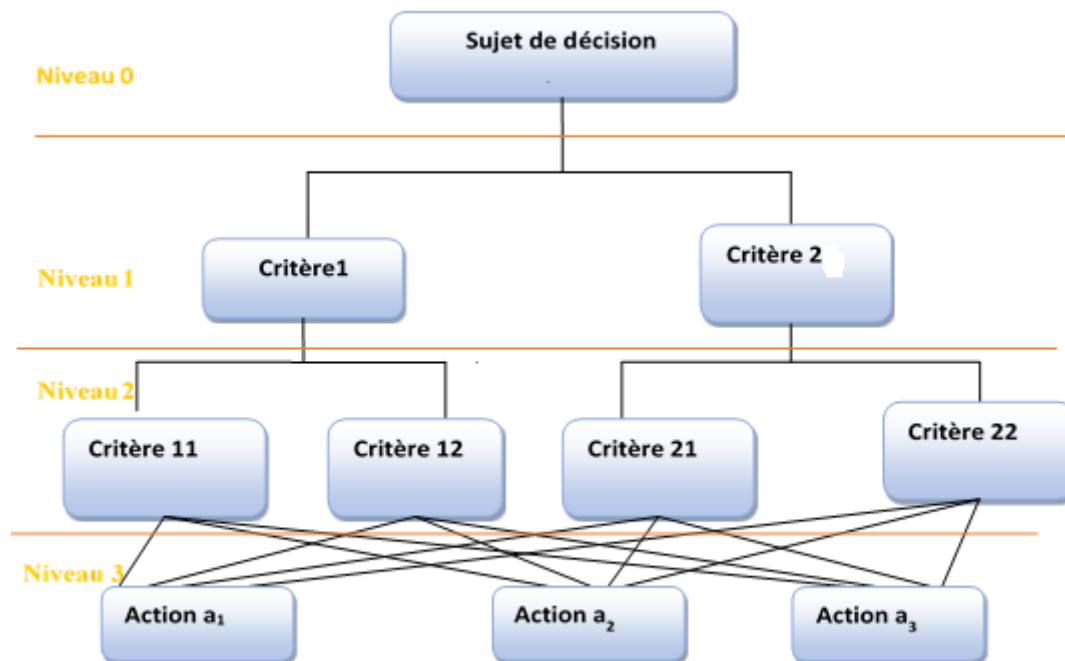 Sujet de décision
Niveau 0
Critère1
Critère 2
Niveau 1
Niveau 2
Critère 11
Critère 12
Critère 21
Critère 22
Niveau 3
Action a₁
Action a₂
Action a₃